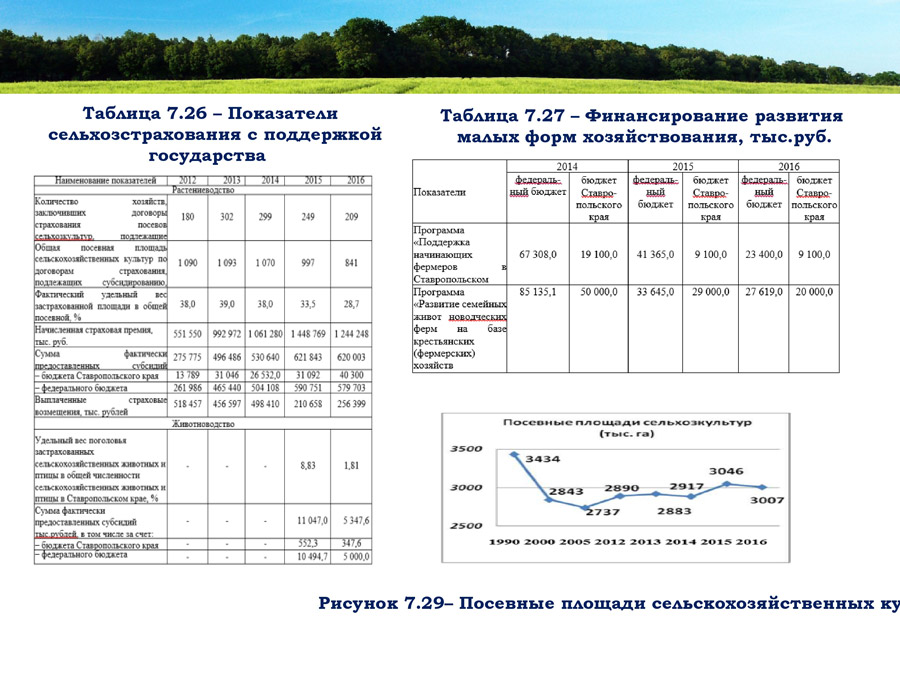 Таблица 7.26 – Показатели
сельхозстрахования с поддержкой
государства
Наименование показателей 2012 2013 2014 2015 2016
Растениеводство
Количество хозяйств,
заключивших договоры
страхования посевов
сельхозкультур, подлежащие
180 302 299 249 209
Общая посевная площадь
сельскохозяйственных культур по
договорам страхования,
подлежащих субсидированию,
1 090 1 093 1 070 997 841
Фактический удельный вес
застрахованной площади в общей
посевной, %
38,0 39,0 38,0 33,5 28,7
Начисленная страховая премия,
тыс. руб.
551 550 992 972 1 061 280 1 448 769 1 244 248
Сумма фактически
предоставленных субсидий
275 775 496 486 530 640 621 843 620 003
– бюджета Ставропольского края 13 789 31 046 26 532,0 31 092 40 300
– федерального бюджета 261 986 465 440 504 108 590 751 579 703
Выплаченные страховые
возмещения, тыс. рублей
518 457 456 597 498 410 210 658 256 399
Животноводство
Удельный вес поголовья
застрахованных
сельскохозяйственных животных и
птицы в общей численности
сельскохозяйственных животных и
птицы в Ставропольском крае, %
- - - 8,83 1,81
Сумма фактически
предоставленных субсидий
тыс.рублей, в том числе за счет:
- - - 11 047,0 5 347,6
– бюджета Ставропольского края - - - 552,3 347,6
– федерального бюджета - - - 10 494,7 5 000,0
Таблица 7.27 – Финансирование развития
малых форм хозяйствования, тыс.руб.
Показатели
2014 2015 2016
федераль-
ный бюджет
бюджет
Ставро-
польского
края
федераль-
ный
бюджет
бюджет
Ставро-
польского
края
федераль-
ный
бюджет
бюджет
Ставро-
польского
края
Программа
«Поддержка
начинающих
фермеров в
Ставропольском
67 308,0 19 100,0 41 365,0 9 100,0 23 400,0 9 100,0
Программа
«Развитие семейных
живот новодческих
ферм на базе
крестьянских
(фермерских)
хозяйств
85 135,1 50 000,0 33 645,0 29 000,0 27 619,0 20 000,0
Посевные площади сельхозкультур
(тыс. га)
3500
3000
2500
3434
2843
2737
2890
2883
2917
3046
3007
1990 2000 2005 2012 2013 2014 2015 2016
Рисунок 7.29– Посевные площади сельскохозяйственных ку